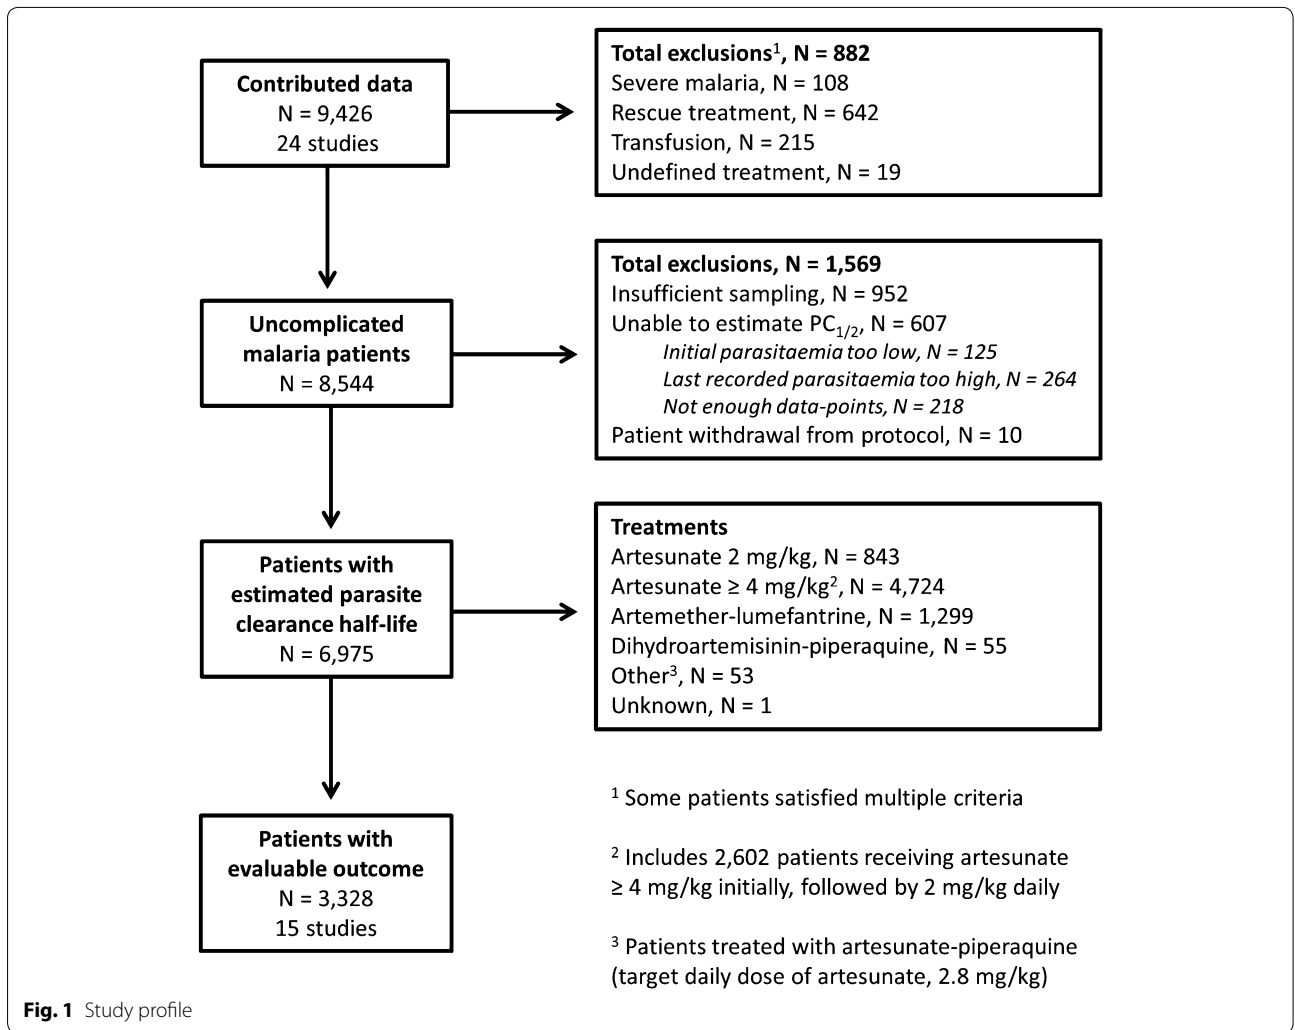 Contributed data
N = 9,426
24 studies
Total exclusions¹, N = 882
Severe malaria, N = 108
Rescue treatment, N = 642
Transfusion, N = 215
Undefined treatment, N = 19
Uncomplicated
malaria patients
N = 8,544
Total exclusions, N = 1,569
Insufficient sampling, N = 952
Unable to estimate PC1/2, N = 607
Initial parasitaemia too low, N = 125
Last recorded parasitaemia too high, N = 264
Not enough data-points, N = 218
Patient withdrawal from protocol, N = 10
Patients with
estimated parasite
clearance half-life
N = 6,975
Treatments
Artesunate 2 mg/kg, N = 843
Artesunate ≥ 4 mg/kg², N = 4,724
Artemether-lumefantrine, N = 1,299
Dihydroartemisinin-piperaquine, N = 55
Other³, N = 53
Unknown, N = 1
Patients with
evaluable outcome
N = 3,328
15 studies
¹ Some patients satisfied multiple criteria
² Includes 2,602 patients receiving artesunate
≥ 4 mg/kg initially, followed by 2 mg/kg daily
³ Patients treated with artesunate-piperaquine
(target daily dose of artesunate, 2.8 mg/kg)
Fig. 1 Study profile